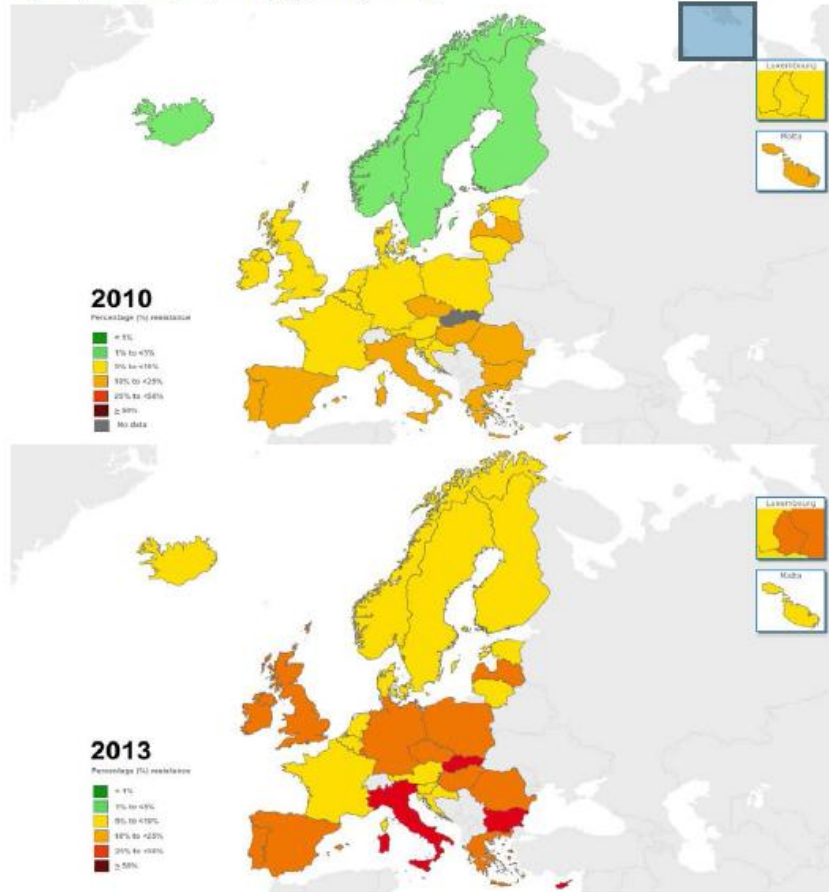 Luxembourg
Malta
2010
Percentage (%) resistance
< 1%
1% to <5%
5% to <10%
10% to <25%
25% to <50%
≥ 50%
No data
Luxembourg
Malta
2013
Percentage (%) resistance
< 1%
1% to <5%
5% to <10%
10% to <25%
25% to <50%
≥ 50%